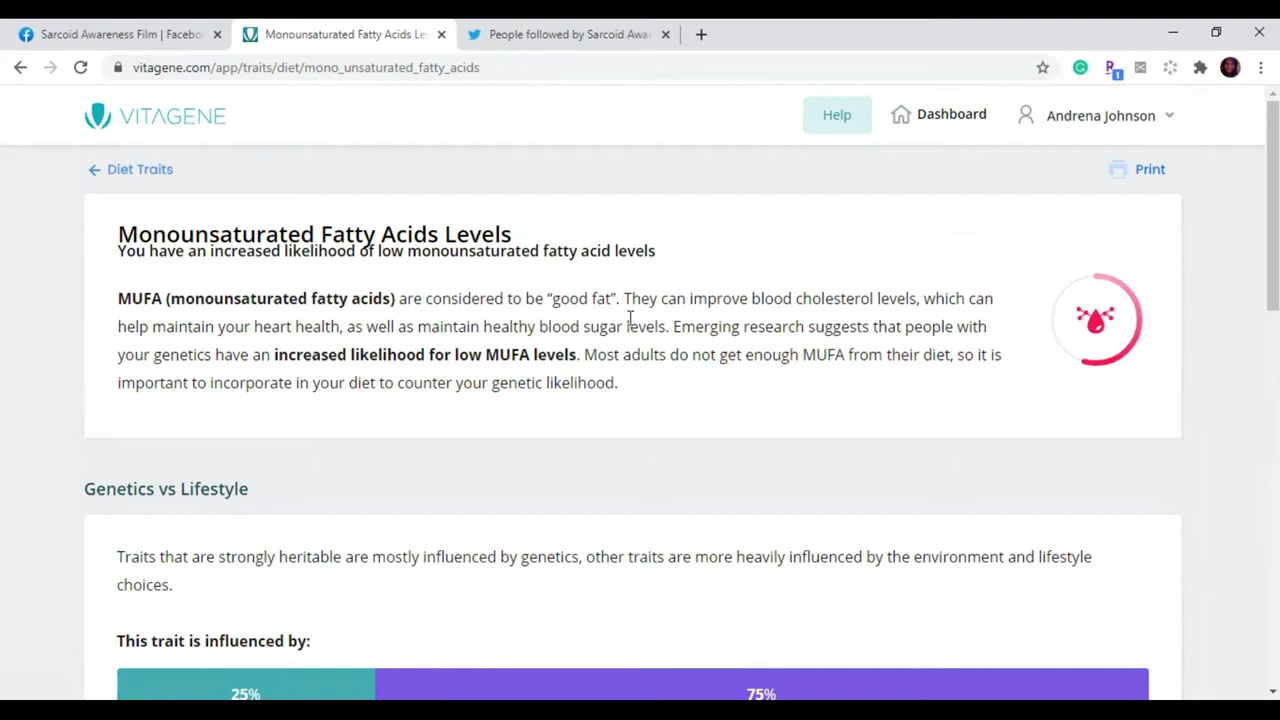 Sarcoid Awareness Film | Facebo
Monounsaturated Fatty Acids Le
People followed by Sarcoid Awa
vitagene.com/app/traits/diet/mono_unsaturated_fatty_acids
1
VITAGENE
Help
Dashboard
Andrena Johnson
Diet Traits
Print
Monounsaturated Fatty Acids Levels
You have an increased likelihood of low monounsaturated fatty acid levels
MUFA (monounsaturated fatty acids) are considered to be “good fat”. They can improve blood cholesterol levels, which can
help maintain your heart health, as well as maintain healthy blood sugar levels. Emerging research suggests that people with
your genetics have an increased likelihood for low MUFA levels. Most adults do not get enough MUFA from their diet, so it is
important to incorporate in your diet to counter your genetic likelihood.
Genetics vs Lifestyle
Traits that are strongly heritable are mostly influenced by genetics, other traits are more heavily influenced by the environment and lifestyle
choices.
This trait is influenced by:
25%
75%